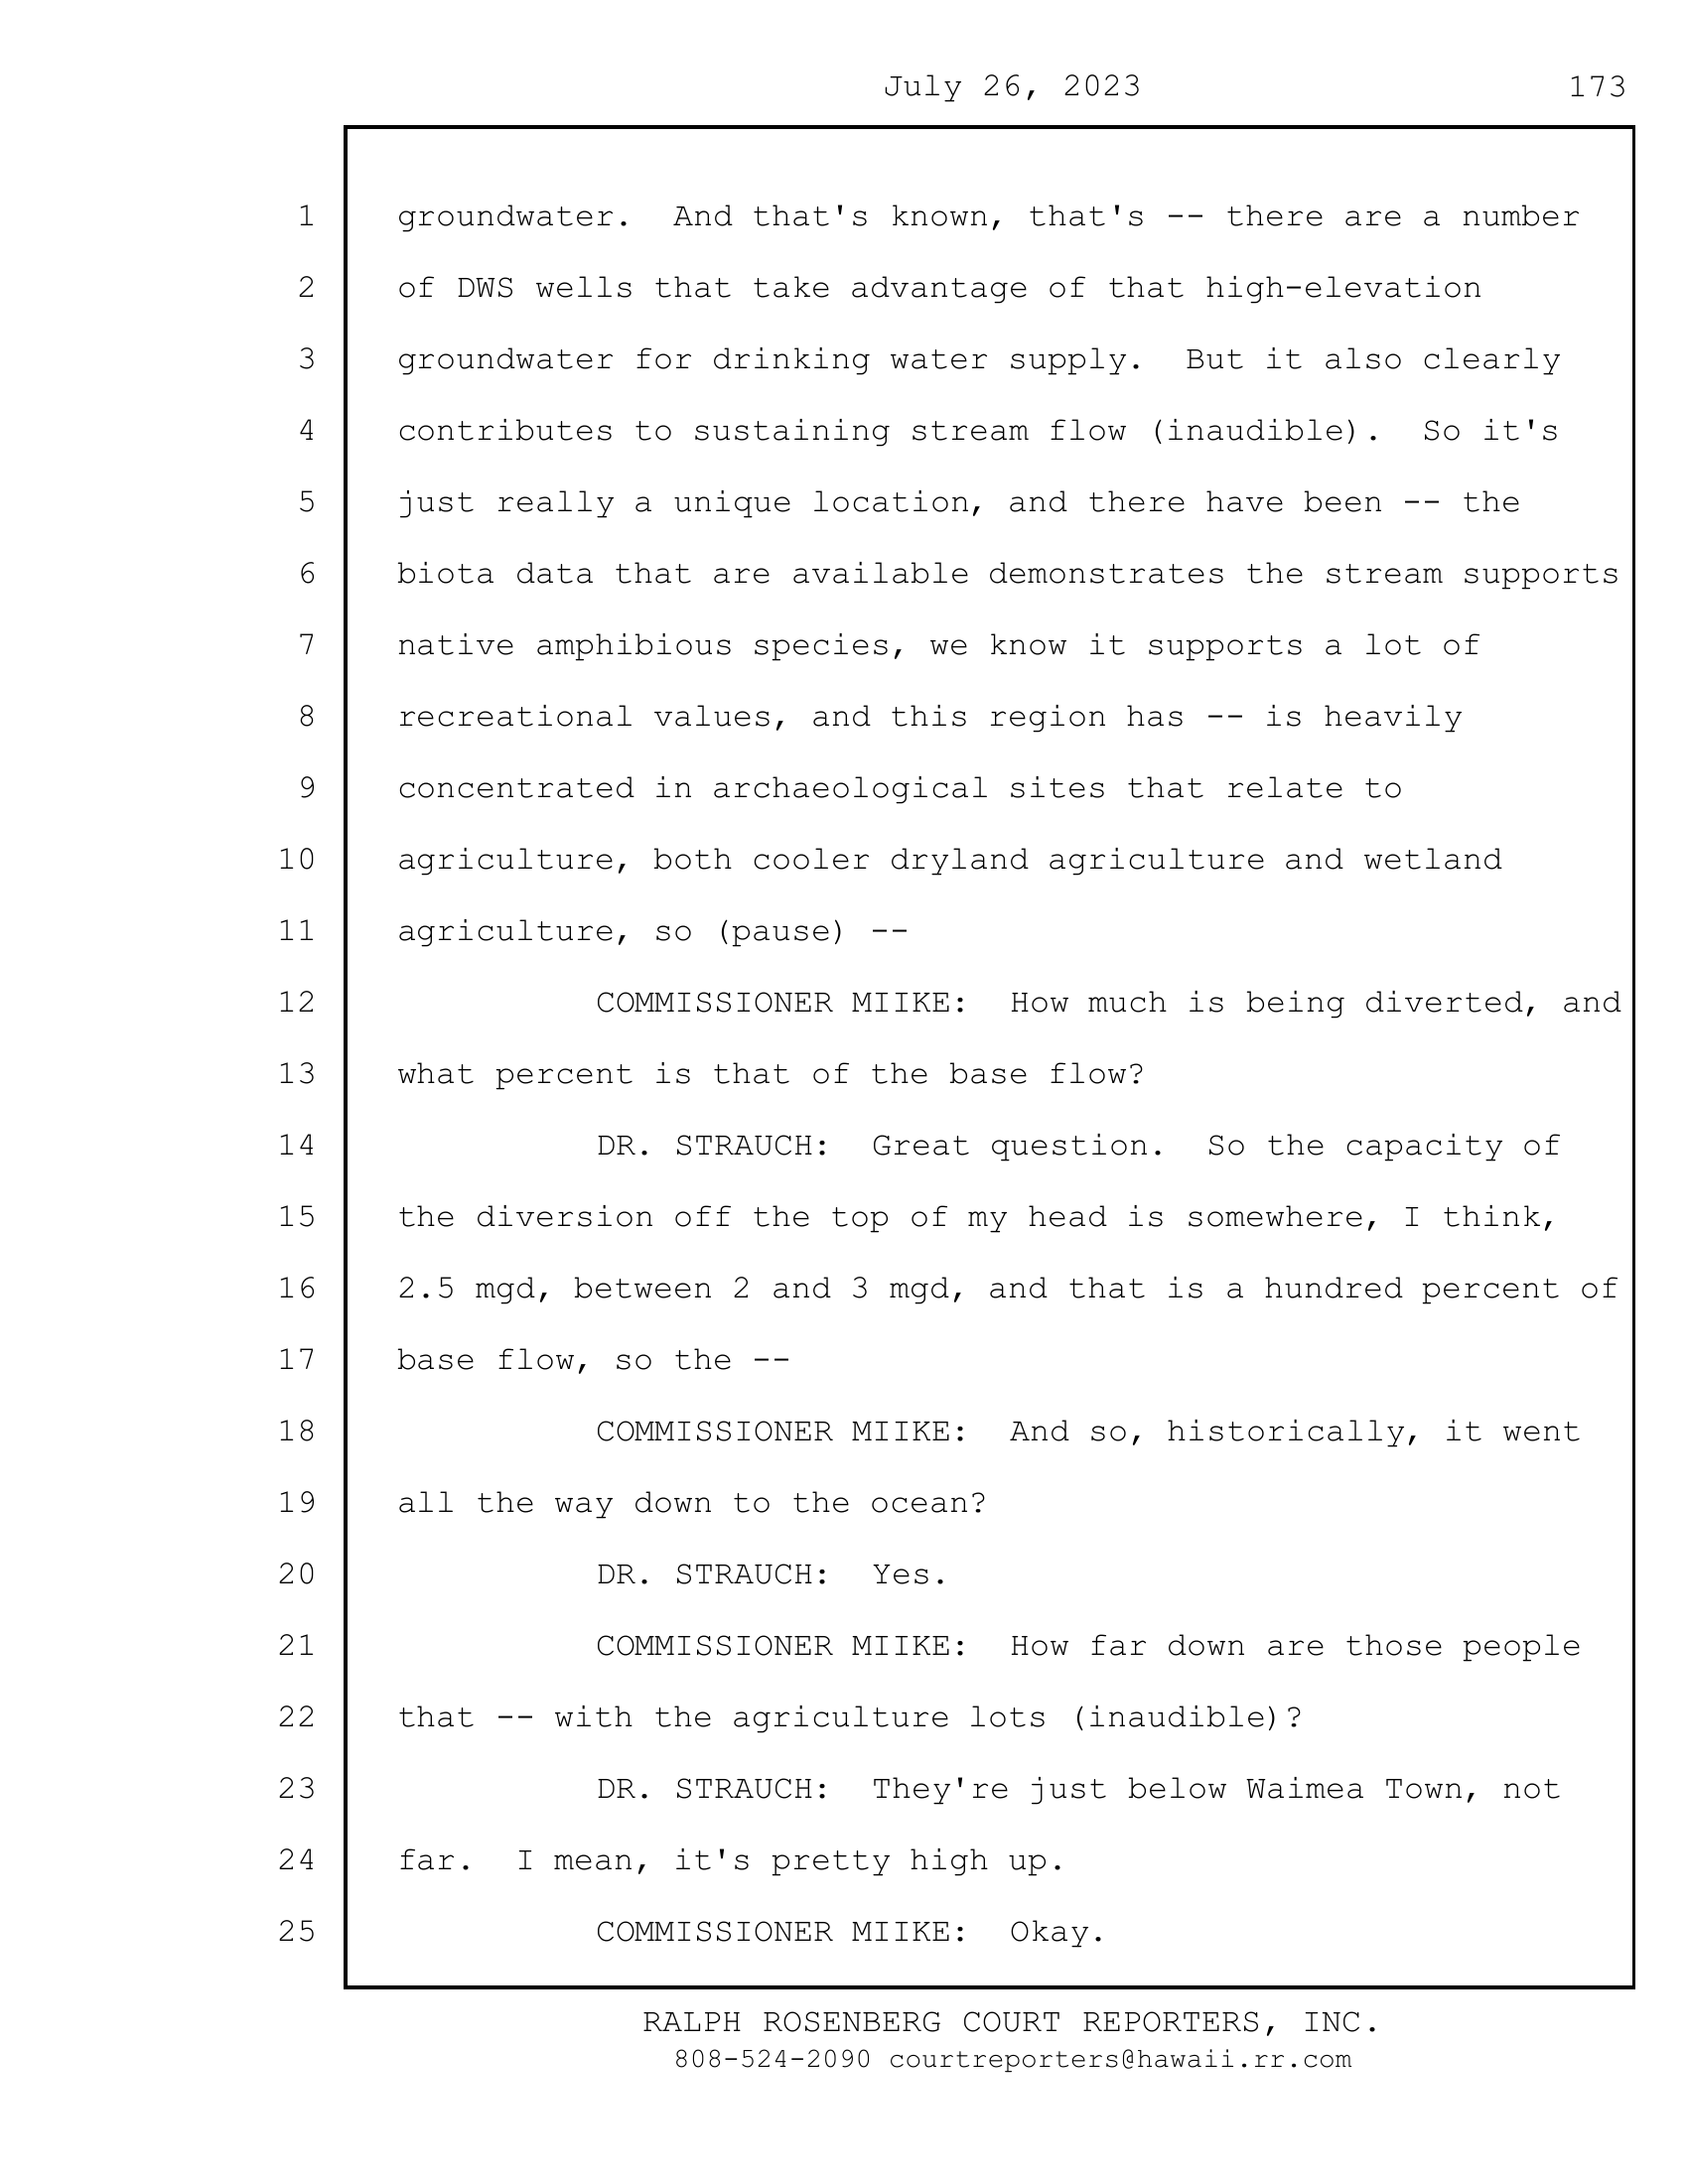 July 26, 2023 173
1 groundwater. And that's known, that's -- there are a number
2 of DWS wells that take advantage of that high-elevation
3 groundwater for drinking water supply. But it also clearly
4 contributes to sustaining stream flow (inaudible). So it's
5 just really a unique location, and there have been -- the
6 biota data that are available demonstrates the stream supports
7 native amphibious species, we know it supports a lot of
8 recreational values, and this region has -- is heavily
9 concentrated in archaeological sites that relate to
10 agriculture, both cooler dryland agriculture and wetland
11 agriculture, so (pause) --
12 COMMISSIONER MIIKE: How much is being diverted, and
13 what percent is that of the base flow?
14 DR. STRAUCH: Great question. So the capacity of
15 the diversion off the top of my head is somewhere, I think,
16 2.5 mgd, between 2 and 3 mgd, and that is a hundred percent of
17 base flow, so the --
18 COMMISSIONER MIIKE: And so, historically, it went
19 all the way down to the ocean?
20 DR. STRAUCH: Yes.
21 COMMISSIONER MIIKE: How far down are those people
22 that -- with the agriculture lots (inaudible)?
23 DR. STRAUCH: They're just below Waimea Town, not
24 far. I mean, it's pretty high up.
25 COMMISSIONER MIIKE: Okay.
RALPH ROSENBERG COURT REPORTERS, INC.
808-524-2090 courtreporters@hawaii.rr.com